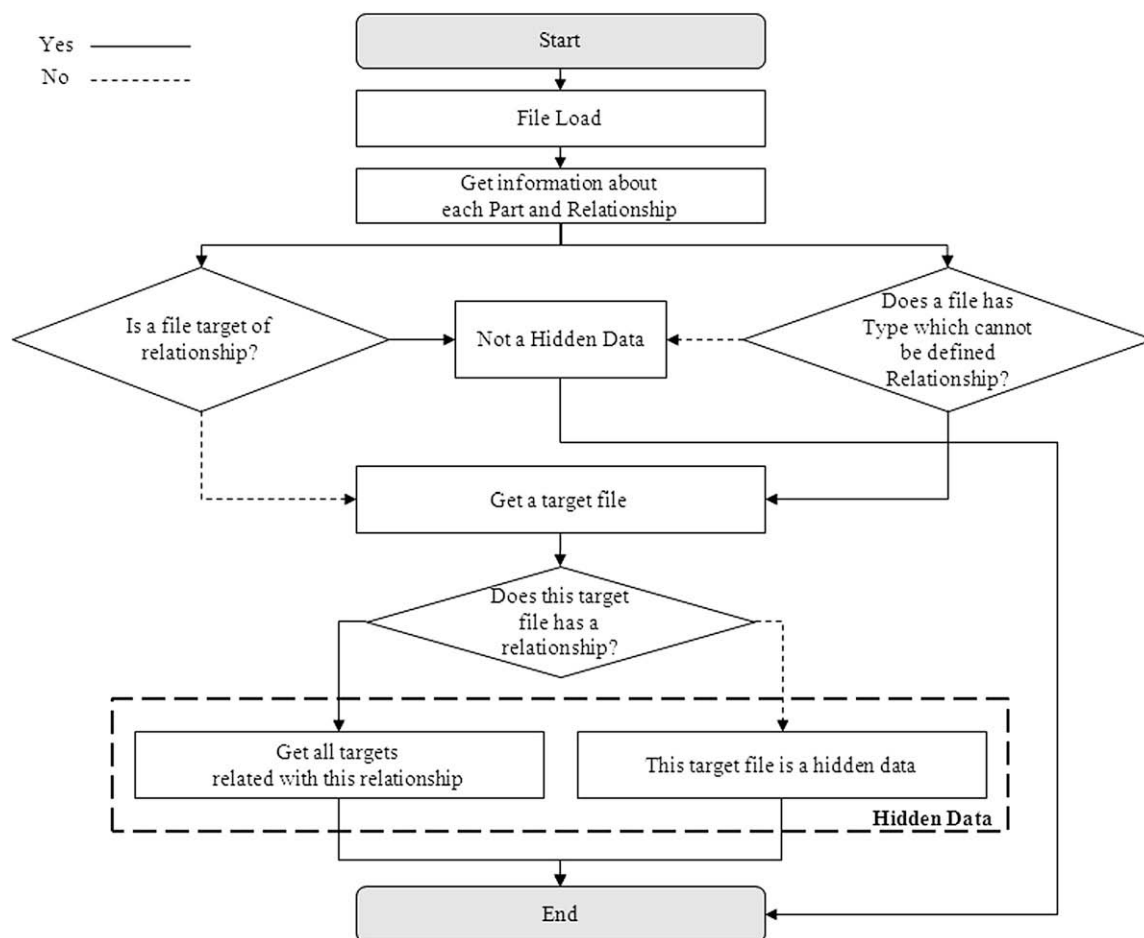 Yes
No
Start
File Load
Get information about
each Part and Relationship
Is a file target of
relationship?
Not a Hidden Data
Does a file has
Type which cannot
be defined
Relationship?
Get a target file
Does this target
file has a
relationship?
Get all targets
related with this relationship
This target file is a hidden data
Hidden Data
End